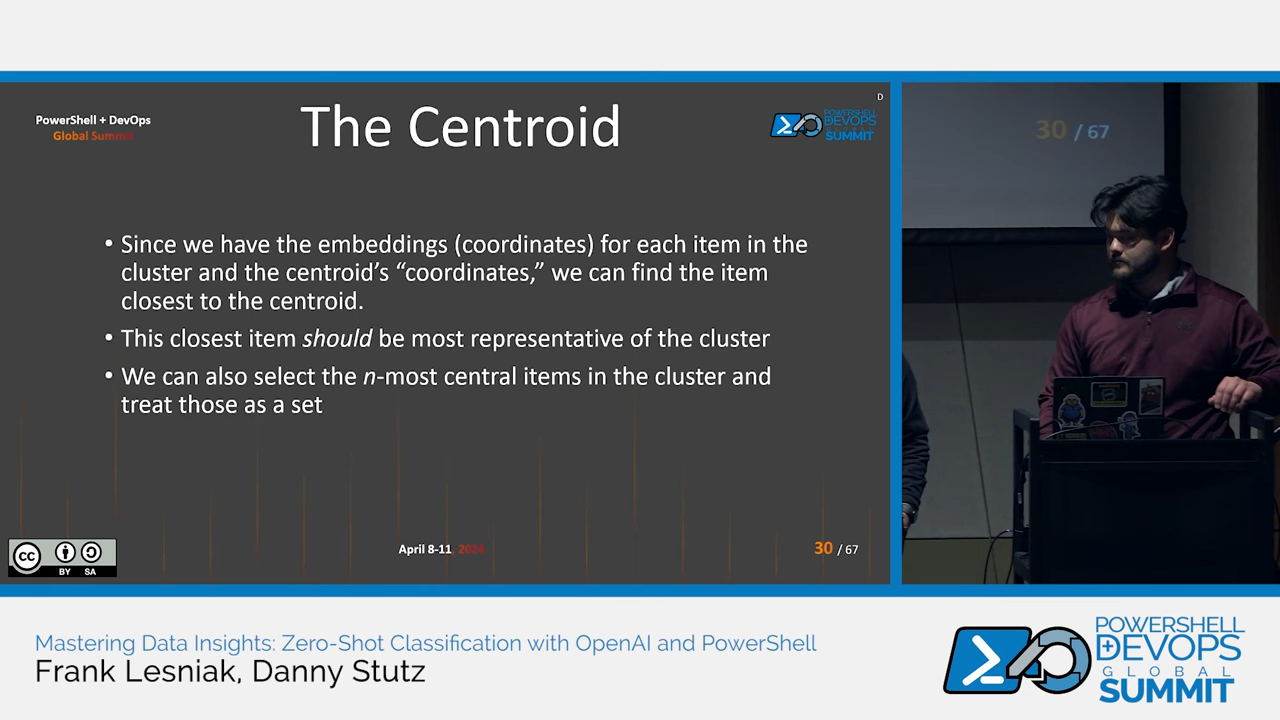 PowerShell + DevOps
Global Summit
The Centroid
D
POWERSHELL
DEVOPS
GLOBAL
SUMMIT
• Since we have the embeddings (coordinates) for each item in the
cluster and the centroid's “coordinates,” we can find the item
closest to the centroid.
• This closest item should be most representative of the cluster
• We can also select the n-most central items in the cluster and
treat those as a set
CC BY SA
April 8-11, 2024
30 / 67
30 / 67
Mastering Data Insights: Zero-Shot Classification with OpenAI and PowerShell
Frank Lesniak, Danny Stutz
POWERSHELL
DEVOPS
GLOBAL
SUMMIT